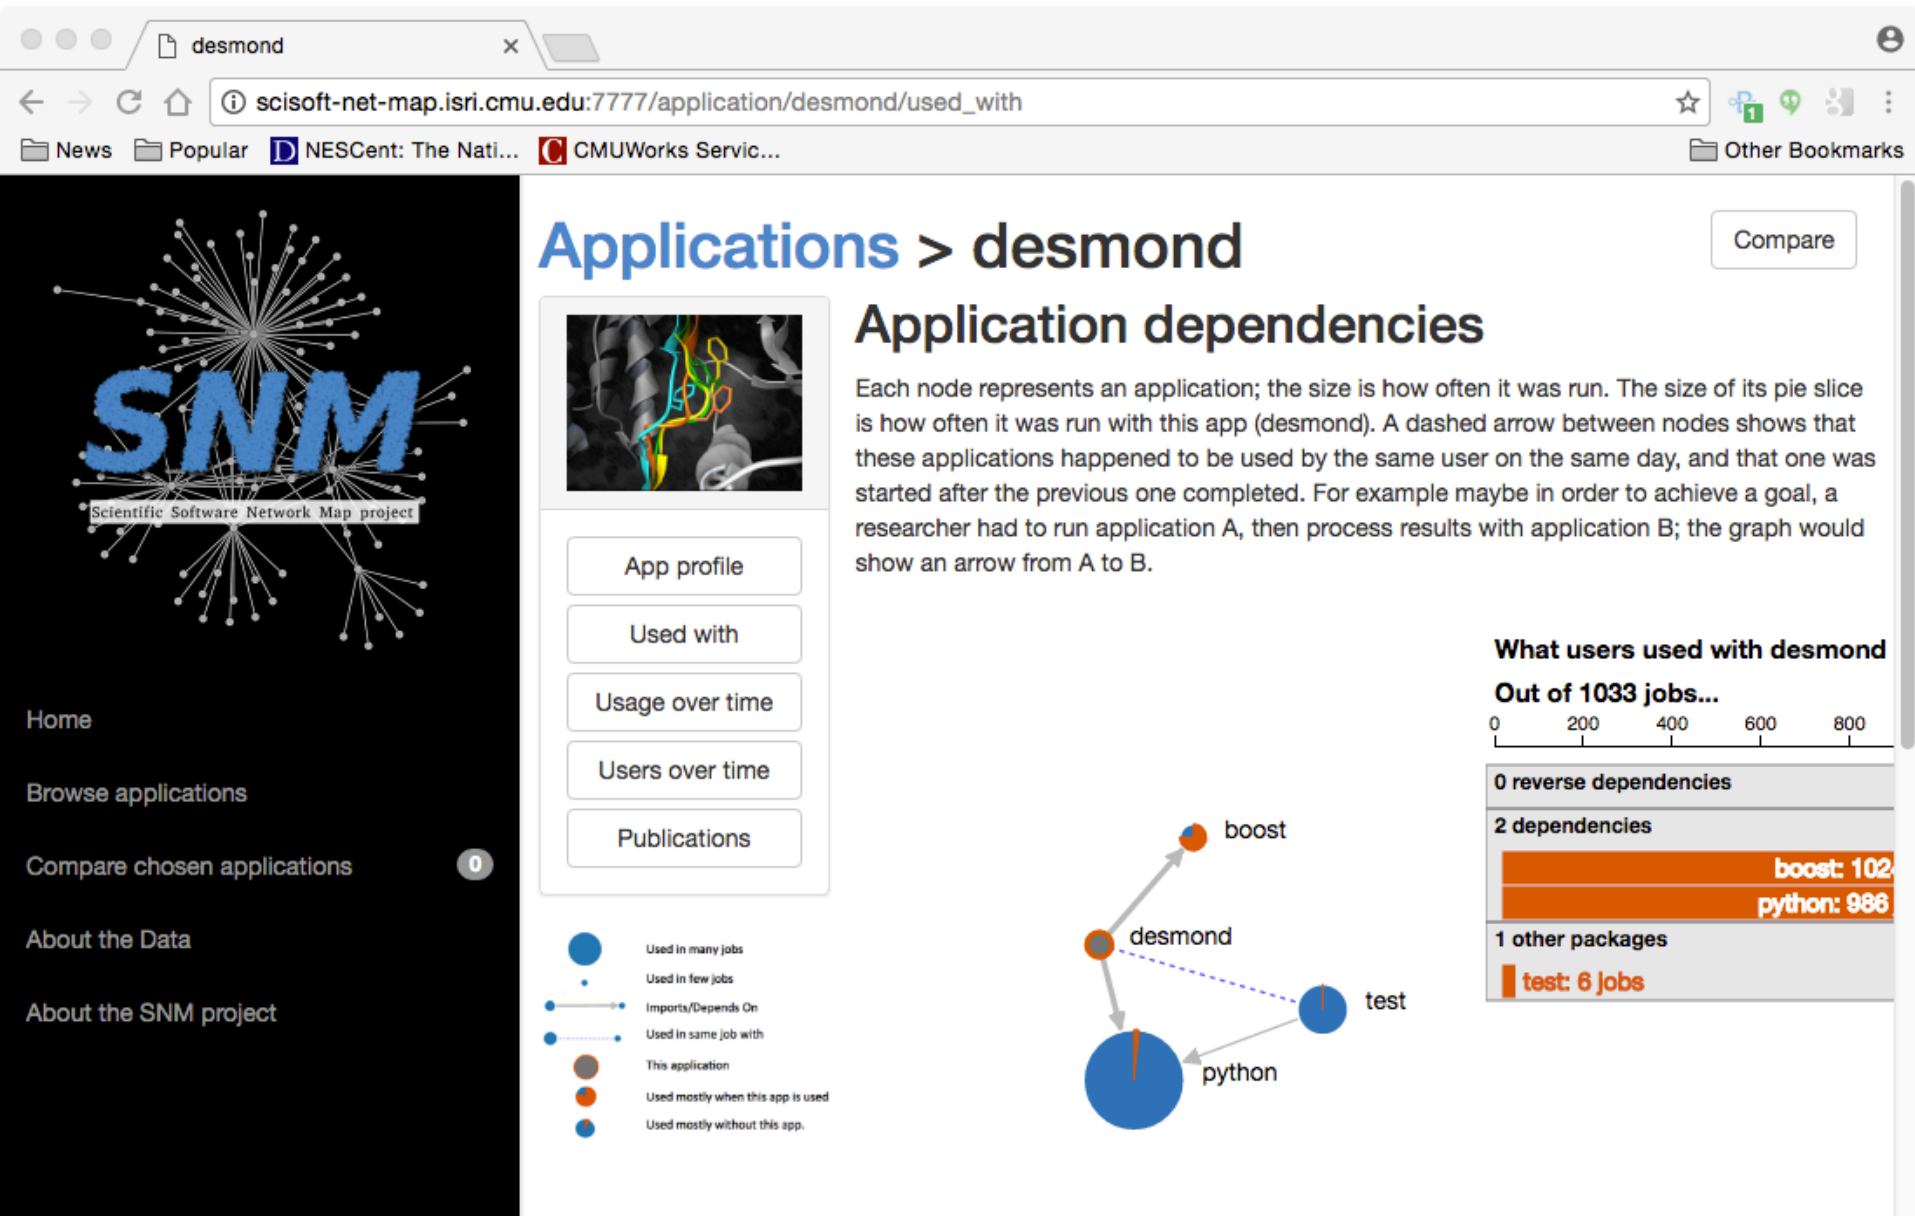 desmond
scisoft-net-map.isri.cmu.edu:7777/application/desmond/used_with
1
News
Popular
D NESCent: The Nati...
C CMUWorks Servic...
Other Bookmarks
SNM
Scientific Software Network Map project
Home
Browse applications
Compare chosen applications 0
About the Data
About the SNM project
Applications > desmond
Compare
App profile
Used with
Usage over time
Users over time
Publications
Used in many jobs
Used in few jobs
Imports/Depends On
Used in same job with
This application
Used mostly when this app is used
Used mostly without this app.
Application dependencies
Each node represents an application; the size is how often it was run. The size of its pie slice
is how often it was run with this app (desmond). A dashed arrow between nodes shows that
these applications happened to be used by the same user on the same day, and that one was
started after the previous one completed. For example maybe in order to achieve a goal, a
researcher had to run application A, then process results with application B; the graph would
show an arrow from A to B.
boost
desmond
test
python
What users used with desmond
Out of 1033 jobs...
0 200 400 600 800
0 reverse dependencies
2 dependencies
boost: 102
python: 986
1 other packages
test: 6 jobs